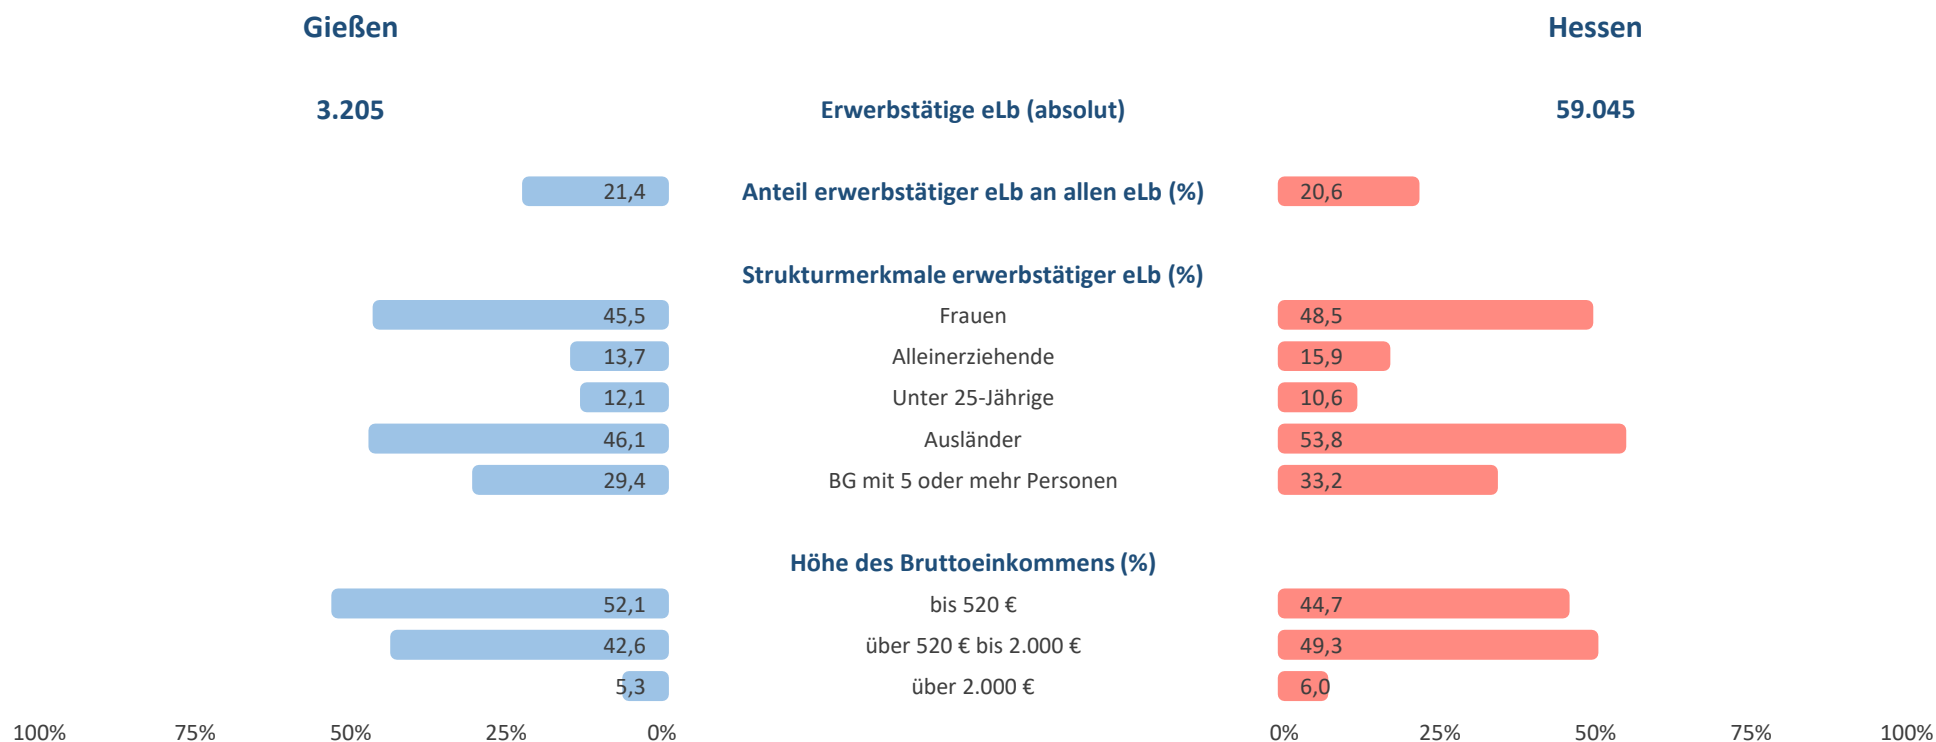 Gießen Hessen
3.205 Erwerbstätige eLb (absolut) 59.045
21,4 Anteil erwerbstätiger eLb an allen eLb (%) 20,6
Strukturmerkmale erwerbstätiger eLb (%)
45,5 Frauen 48,5
13,7 Alleinerziehende 15,9
12,1 Unter 25-Jährige 10,6
46,1 Ausländer 53,8
29,4 BG mit 5 oder mehr Personen 33,2
Höhe des Bruttoeinkommens (%)
52,1 bis 520 € 44,7
42,6 über 520 € bis 2.000 € 49,3
5,3 über 2.000 € 6,0
100% 75% 50% 25% 0% 0% 25% 50% 75% 100%